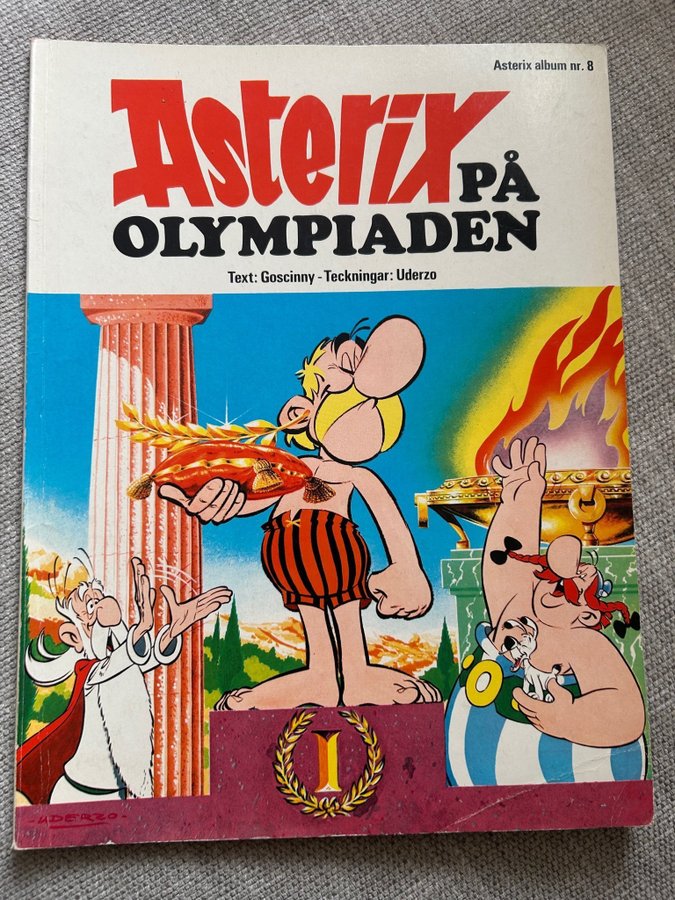 Asterix album nr. 8
Asterix PÅ
OLYMPIADEN
Text: Goscinny - Teckningar: Uderzo
I
-UDERZO-